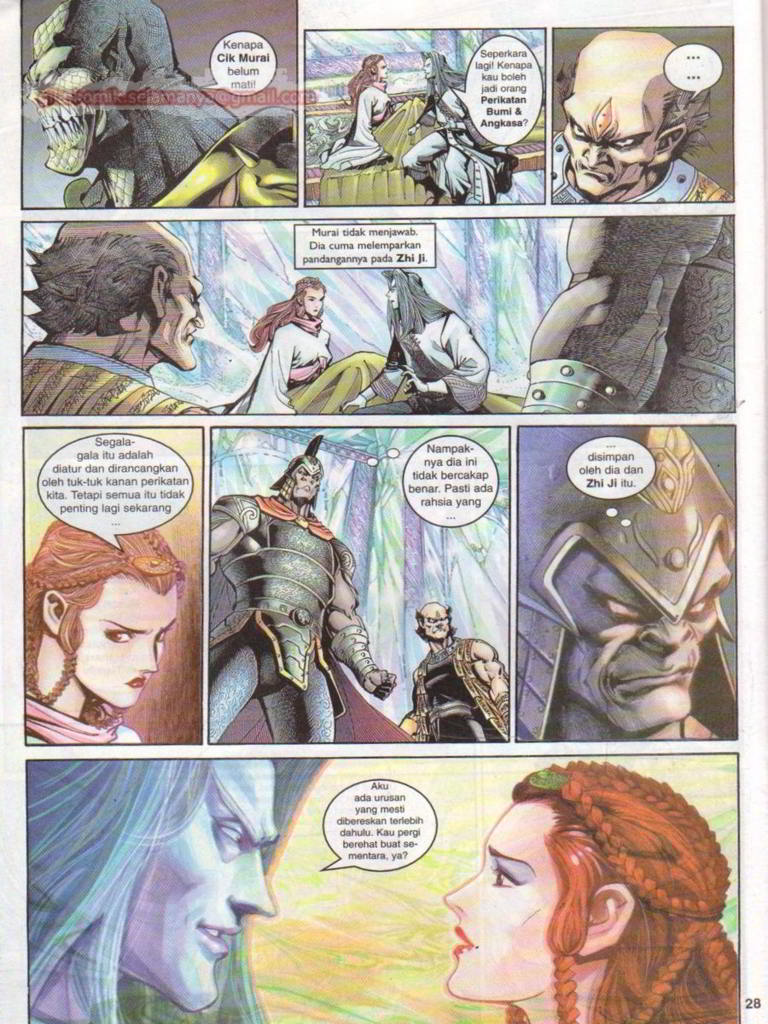 Kenapa
Cik Murai
belum
mati!
komik.selamanya@gmail.com
Seperkara
lagi! Kenapa
kau boleh
jadi orang
Perikatan
Bumi &
Angkasa?
...
...
Murai tidak menjawab.
Dia cuma melemparkan
pandangannya pada Zhi Ji.
Segala-
gala itu adalah
diatur dan dirancangkan
oleh tuk-tuk kanan perikatan
kita. Tetapi semua itu tidak
penting lagi sekarang
...
Nampak-
nya dia ini
tidak bercakap
benar. Pasti ada
rahsia yang
...
...
disimpan
oleh dia dan
Zhi Ji itu.
Aku
ada urusan
yang mesti
dibereskan terlebih
dahulu. Kau pergi
berehat buat se-
mentara, ya?
28